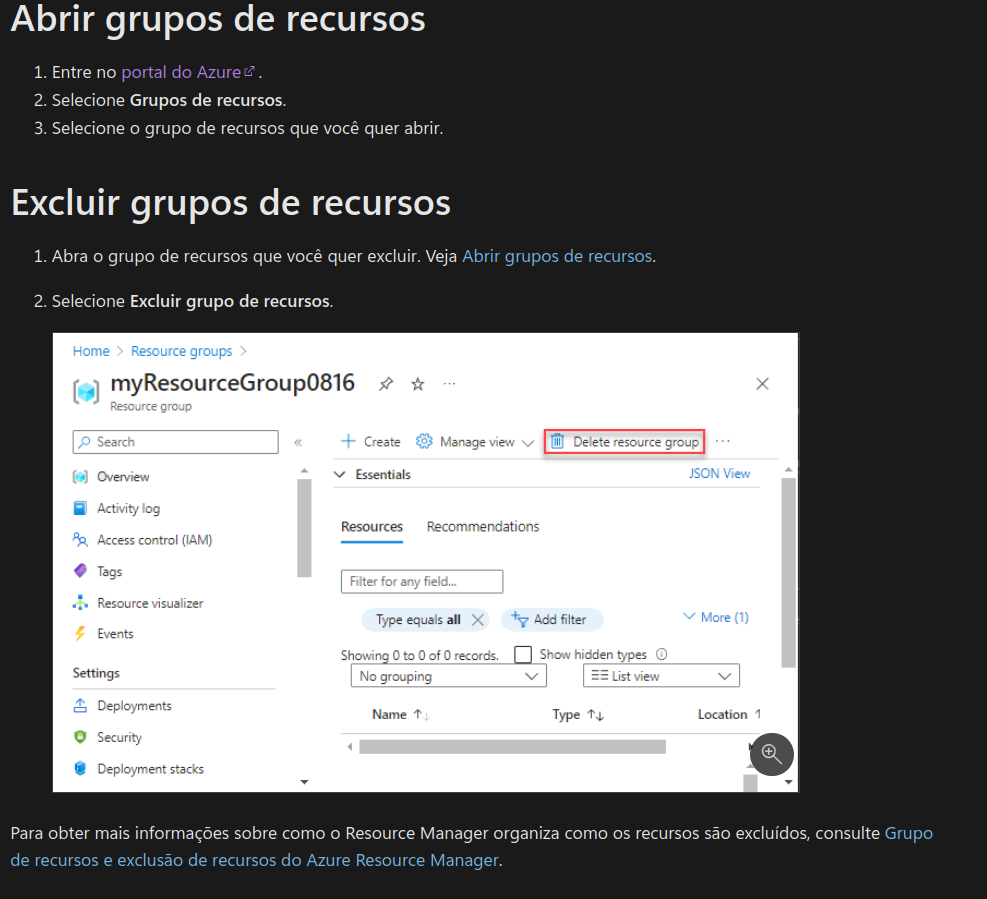 Abrir grupos de recursos
1. Entre no portal do Azure.
2. Selecione Grupos de recursos.
3. Selecione o grupo de recursos que você quer abrir.
Excluir grupos de recursos
1. Abra o grupo de recursos que você quer excluir. Veja Abrir grupos de recursos.
2. Selecione Excluir grupo de recursos.
Home > Resource groups >
myResourceGroup0816
Resource group
Search
«
Create
Manage view
Delete resource group
Overview
Activity log
Access control (IAM)
Tags
Resource visualizer
Events
Settings
Deployments
Security
Deployment stacks
Essentials
JSON View
Resources
Recommendations
Filter for any field...
Type equals all
Add filter
More (1)
Showing 0 to 0 of 0 records.
Show hidden types
No grouping
List view
Name ↑↓
Type ↑↓
Location ↑
Para obter mais informações sobre como o Resource Manager organiza como os recursos são excluídos, consulte Grupo
de recursos e exclusão de recursos do Azure Resource Manager.